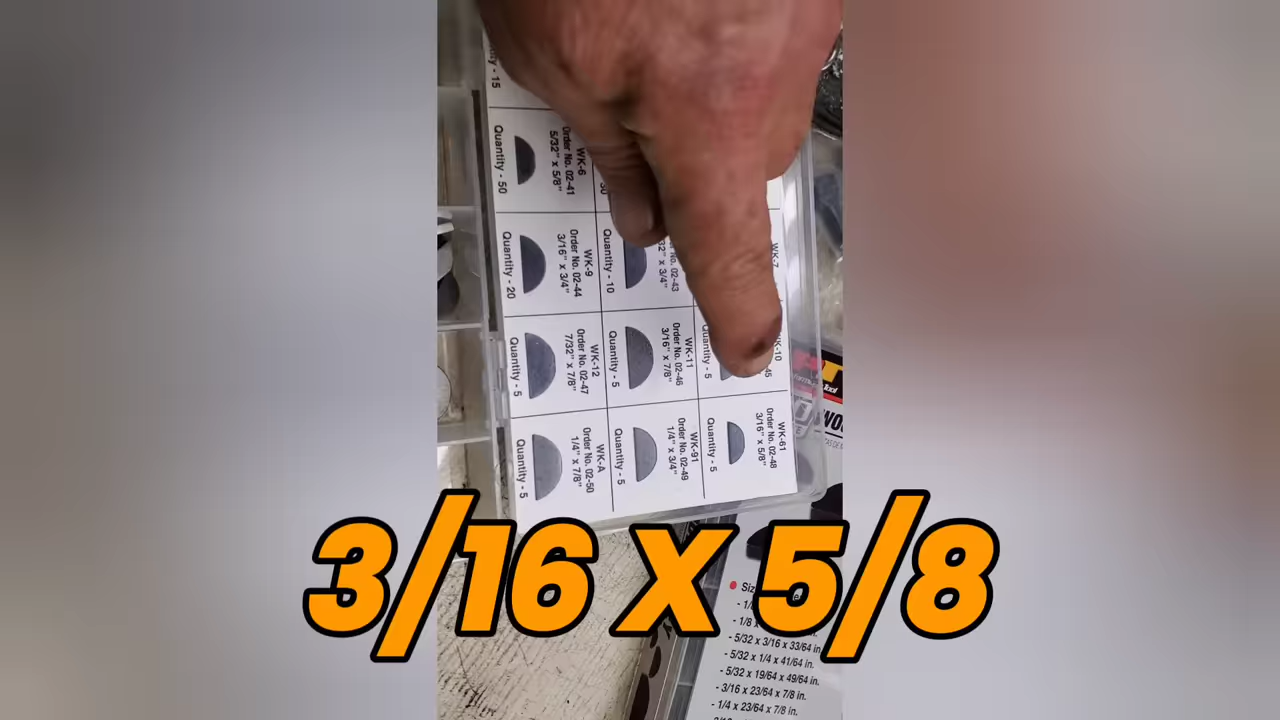 Quantity - 50
WK-6
Order No. 02-41
5/32" x 5/8"
WK-7
WK-9
Order No. 02-44
3/16" x 3/4"
Quantity - 20
02-43
x 3/4"
Quantity - 10
WK-12
Order No. 02-47
7/32" x 7/8"
Quantity - 5
WK-11
Order No. 02-46
3/16" x 7/8"
Quantity - 5
Quantity - 5
WK-A
Order No. 02-50
1/4" x 7/8"
Quantity - 5
WK-91
Order No. 02-49
1/4" x 3/4"
Quantity - 5
WK-61
Order No. 02-48
3/16" x 5/8"
Quantity - 5
3/16 X 5/8
- 5/32 x 3/16 x 33/64 in.
- 5/32 x 1/4 x 41/64 in.
- 5/32 x 19/64 x 49/64 in.
- 3/16 x 23/64 x 7/8 in.
- 1/4 x 23/64 x 7/8 in.